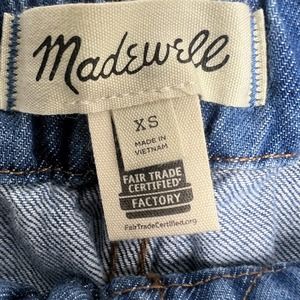 Madewell
XS
MADE IN
VIETNAM
FAIR TRADE
CERTIFIED
FACTORY
FairTradeCertified.org